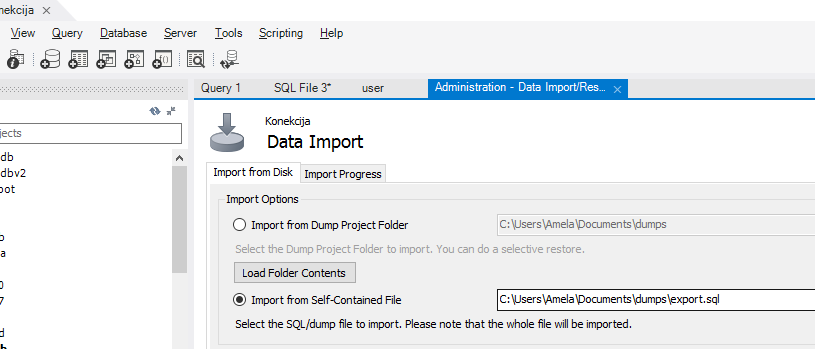 nekcija
View Query Database Server Tools Scripting Help
Query 1 SQL File 3* user Administration - Data Import/Res...
jects
db
dbv2
oot
Konekcija
Data Import
Import from Disk Import Progress
Import Options
Import from Dump Project Folder C:\Users\Amela\Documents\dumps
Select the Dump Project Folder to import. You can do a selective restore.
Load Folder Contents
Import from Self-Contained File C:\Users\Amela\Documents\dumps\export.sql
Select the SQL/dump file to import. Please note that the whole file will be imported.